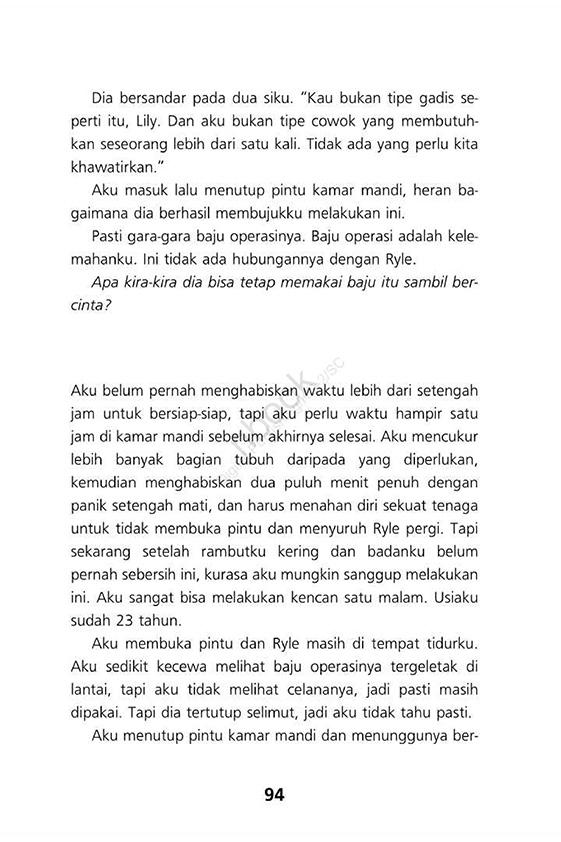 Dia bersandar pada dua siku. “Kau bukan tipe gadis se-
perti itu, Lily. Dan aku bukan tipe cowok yang membutuh-
kan seseorang lebih dari satu kali. Tidak ada yang perlu kita
khawatirkan.”
Aku masuk lalu menutup pintu kamar mandi, heran ba-
gaimana dia berhasil membujukku melakukan ini.
Pasti gara-gara baju operasinya. Baju operasi adalah kele-
mahanku. Ini tidak ada hubungannya dengan Ryle.
Apa kira-kira dia bisa tetap memakai baju itu sambil ber-
cinta?
Aku belum pernah menghabiskan waktu lebih dari setengah
jam untuk bersiap-siap, tapi aku perlu waktu hampir satu
jam di kamar mandi sebelum akhirnya selesai. Aku mencukur
lebih banyak bagian tubuh daripada yang diperlukan,
kemudian menghabiskan dua puluh menit penuh dengan
panik setengah mati, dan harus menahan diri sekuat tenaga
untuk tidak membuka pintu dan menyuruh Ryle pergi. Tapi
sekarang setelah rambutku kering dan badanku belum
pernah sebersih ini, kurasa aku mungkin sanggup melakukan
ini. Aku sangat bisa melakukan kencan satu malam. Usiaku
sudah 23 tahun.
Aku membuka pintu dan Ryle masih di tempat tidurku.
Aku sedikit kecewa melihat baju operasinya tergeletak di
lantai, tapi aku tidak melihat celananya, jadi pasti masih
dipakai. Tapi dia tertutup selimut, jadi aku tidak tahu pasti.
Aku menutup pintu kamar mandi dan menunggunya ber-
94